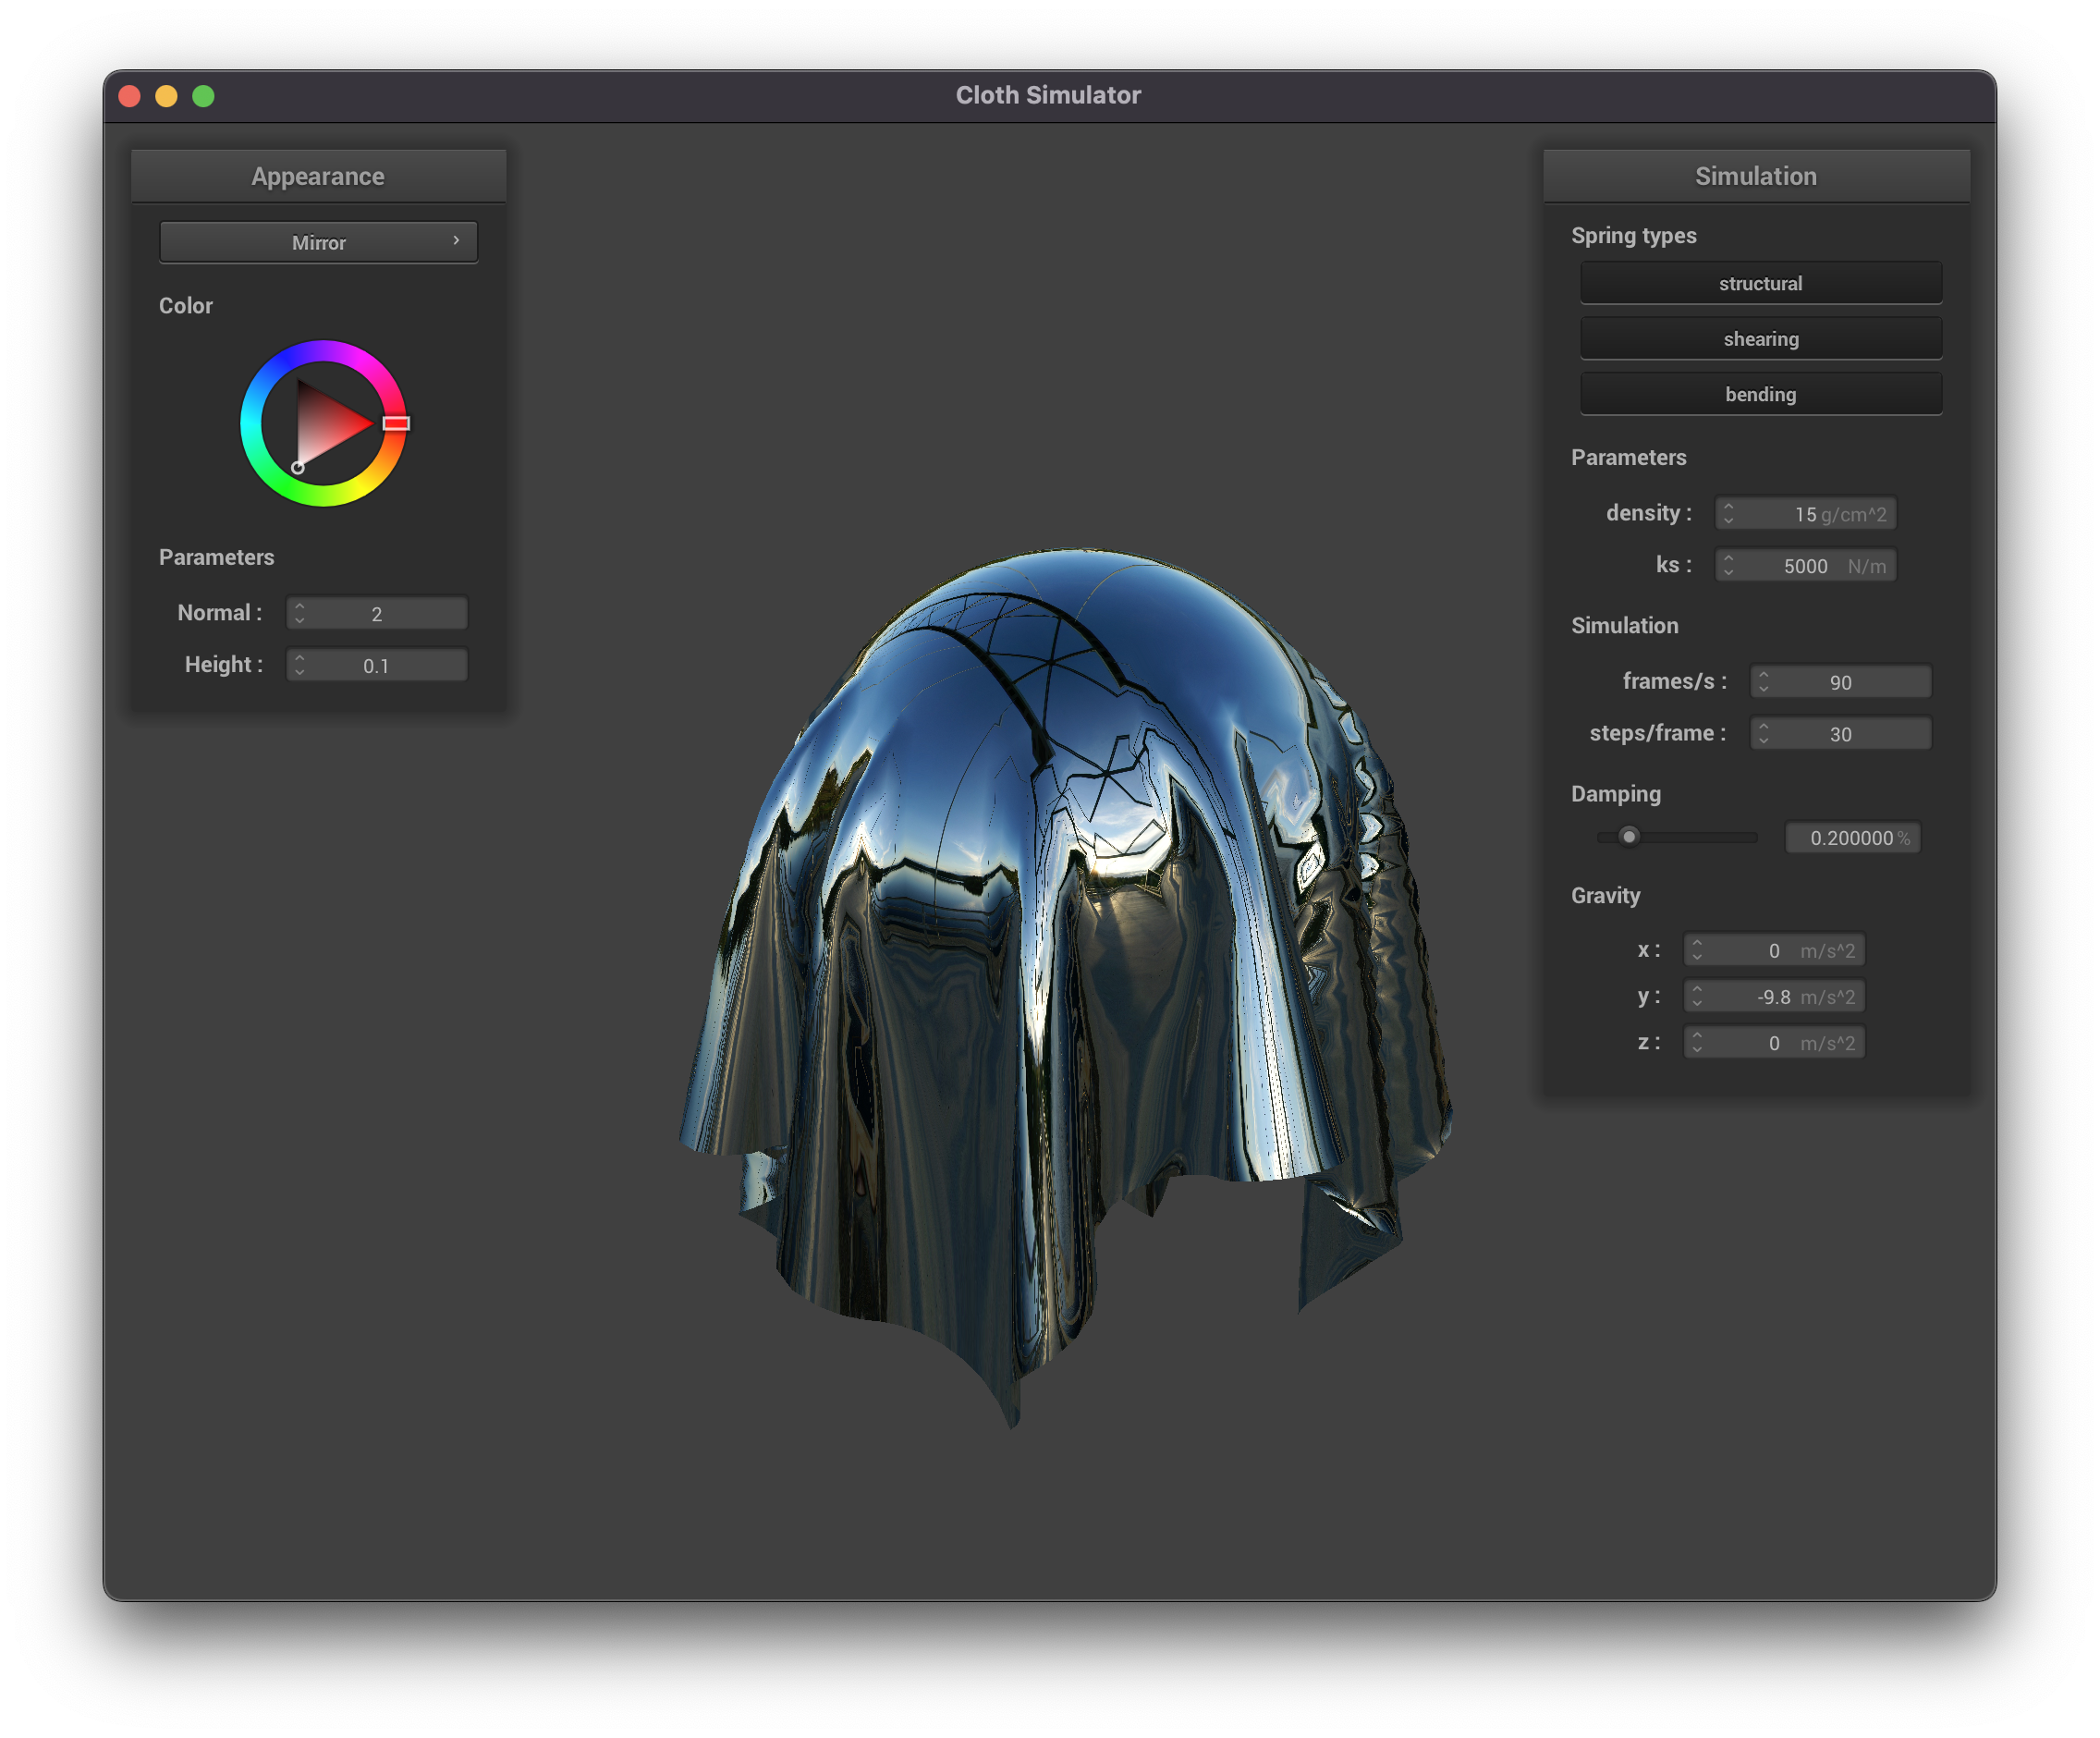 Cloth Simulator
Appearance
Mirror
Color
Parameters
Normal : 2
Height : 0.1
Simulation
Spring types
structural
shearing
bending
Parameters
density : 15 g/cm^2
ks : 5000 N/m
Simulation
frames/s : 90
steps/frame : 30
Damping
0.200000 %
Gravity
x : 0 m/s^2
y : -9.8 m/s^2
z : 0 m/s^2